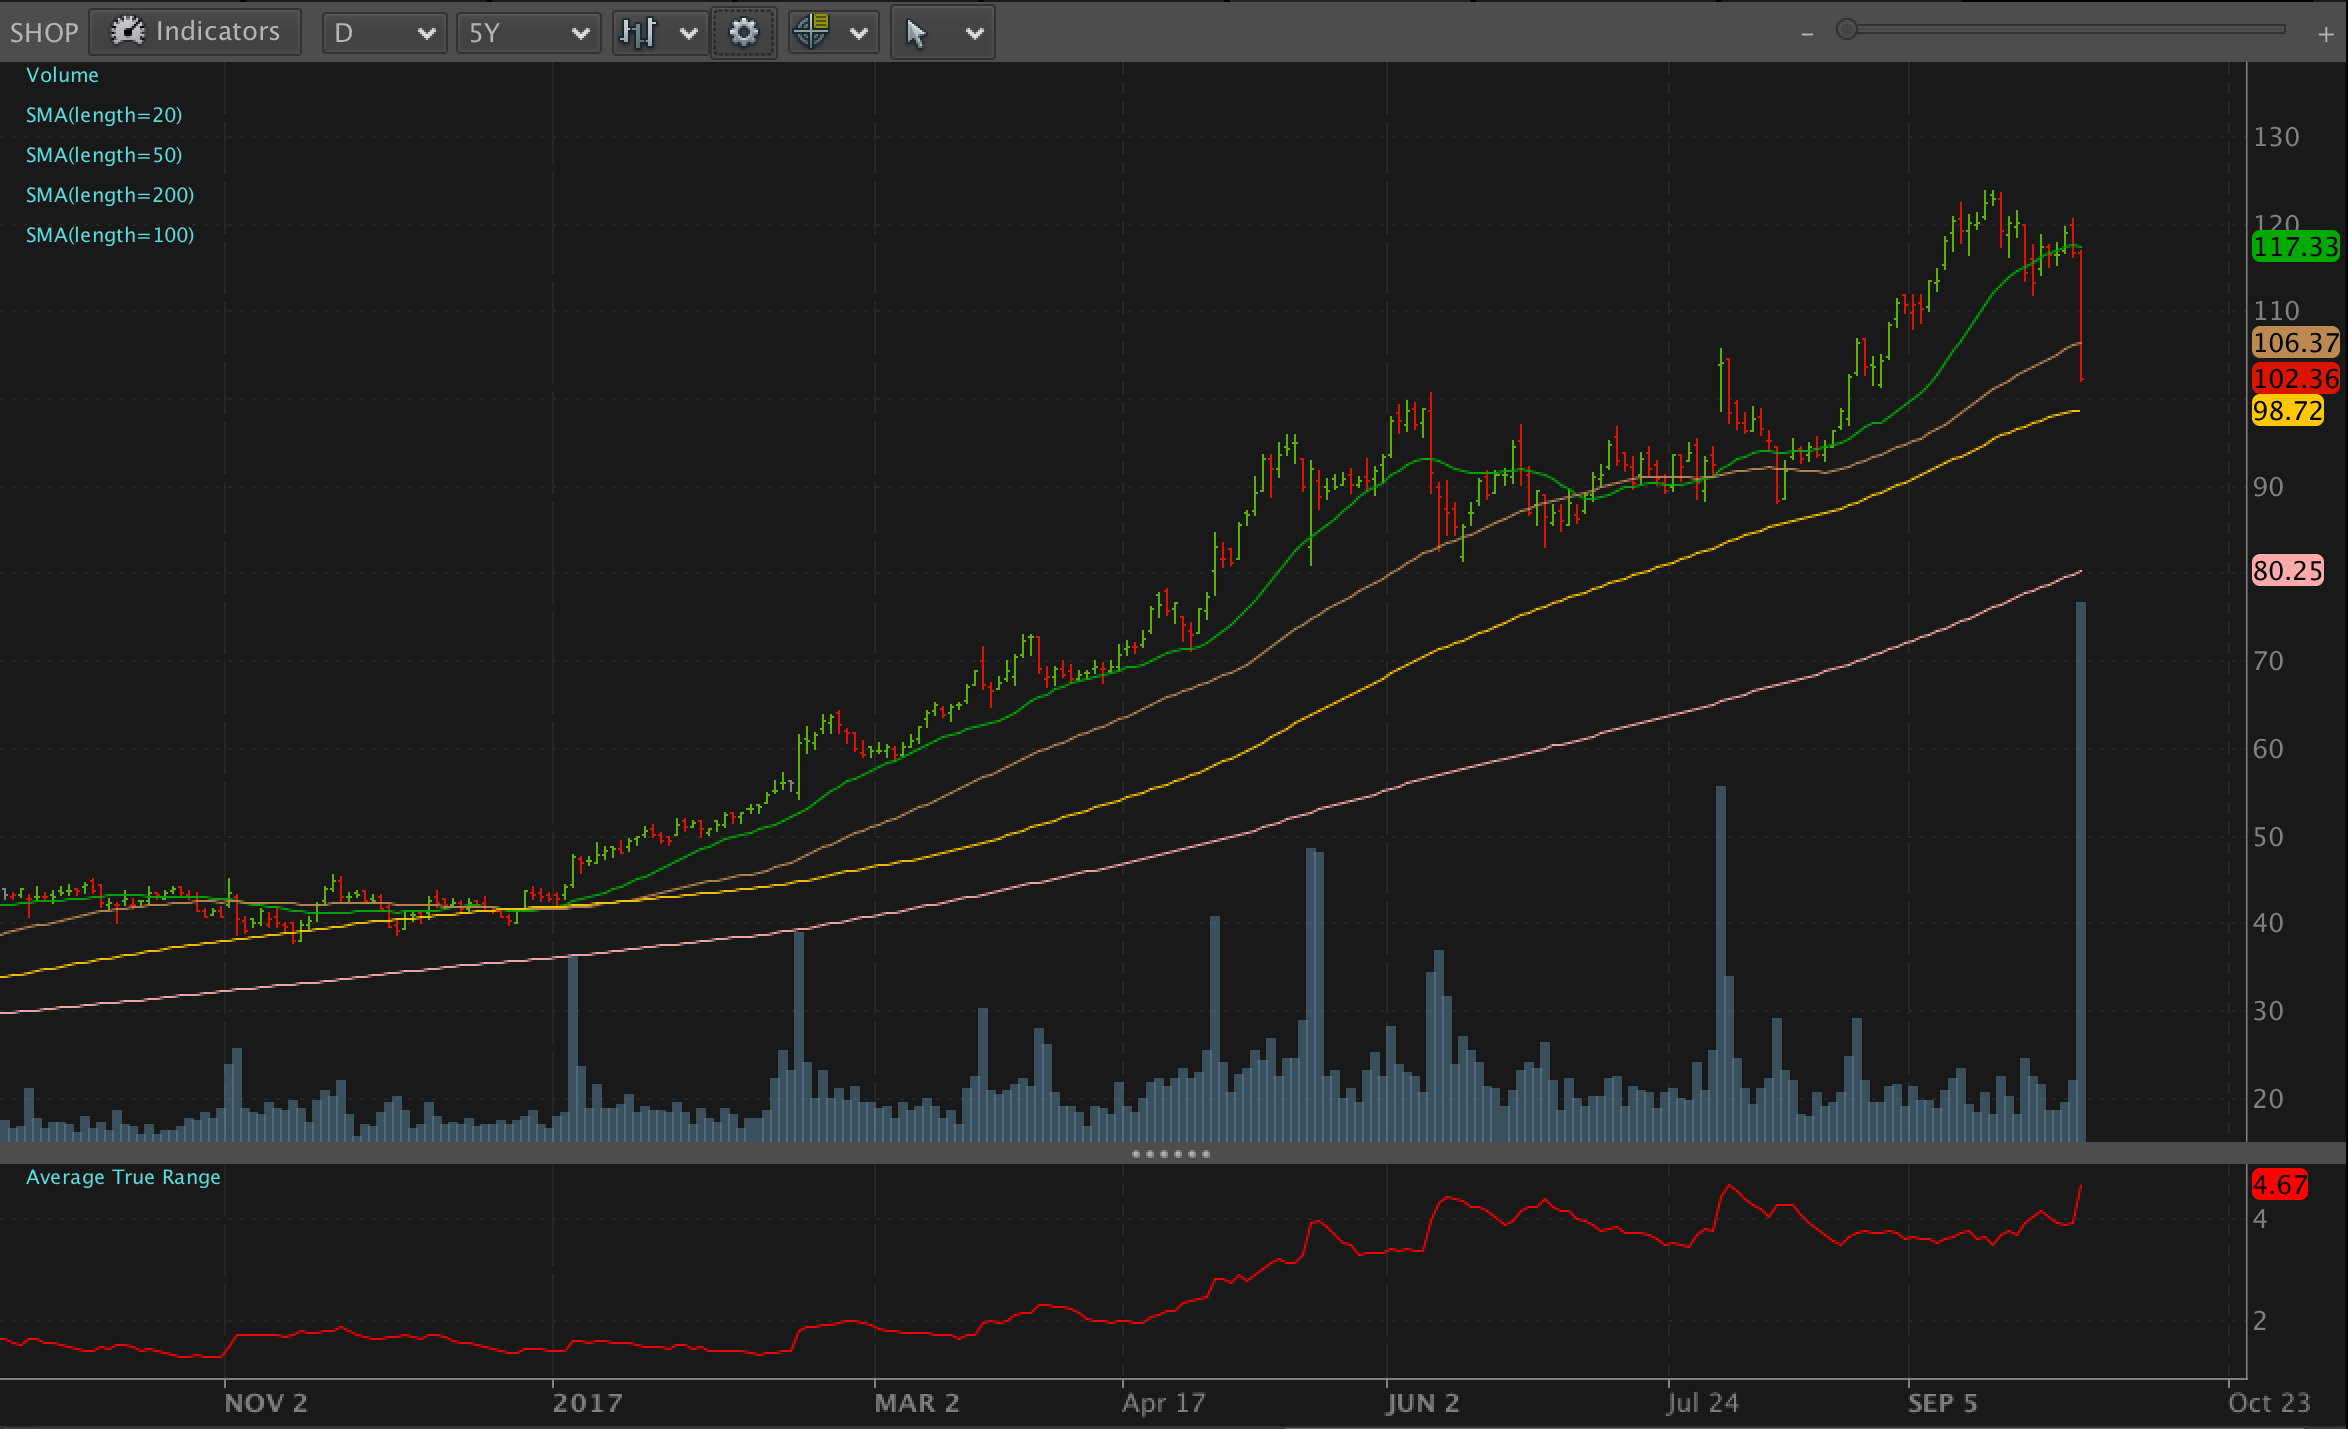 SHOP Indicators D 5Y - +
Volume
SMA(length=20)
SMA(length=50)
SMA(length=200)
SMA(length=100)
130
120
117.33
110
106.37
102.36
98.72
90
80.25
70
60
50
40
30
20
Average True Range
4.67
4
2
NOV 2 2017 MAR 2 Apr 17 JUN 2 Jul 24 SEP 5 Oct 23